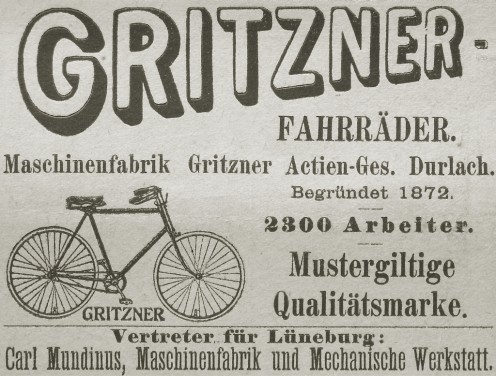 GRITZNER-
FAHRRÄDER.
Maschinenfabrik Gritzner Actien-Ges. Durlach.
Begründet 1872.
2300 Arbeiter.
Mustergiltige
Qualitätsmarke.
GRITZNER
Vertreter für Lüneburg:
Carl Mundinus, Maschinenfabrik und Mechanische Werkstatt.